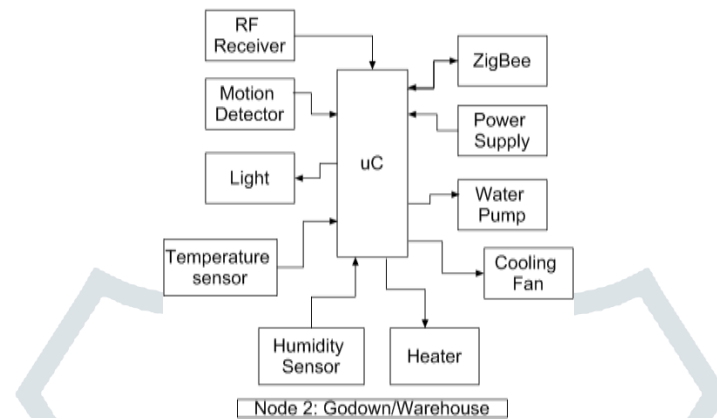 RF
Receiver
ZigBee
Motion
Detector
Power
Supply
uC
Light
Water
Pump
Temperature
sensor
Cooling
Fan
Humidity
Sensor
Heater
Node 2: Godown/Warehouse